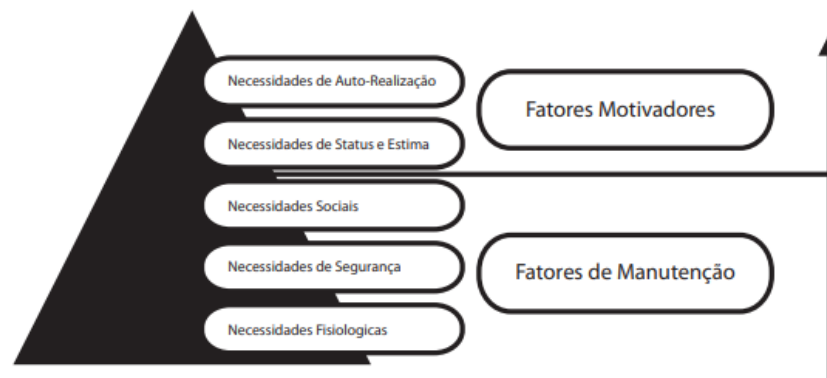 Necessidades de Auto-Realização
Fatores Motivadores
Necessidades de Status e Estima
Necessidades Sociais
Necessidades de Segurança
Fatores de Manutenção
Necessidades Fisiologicas